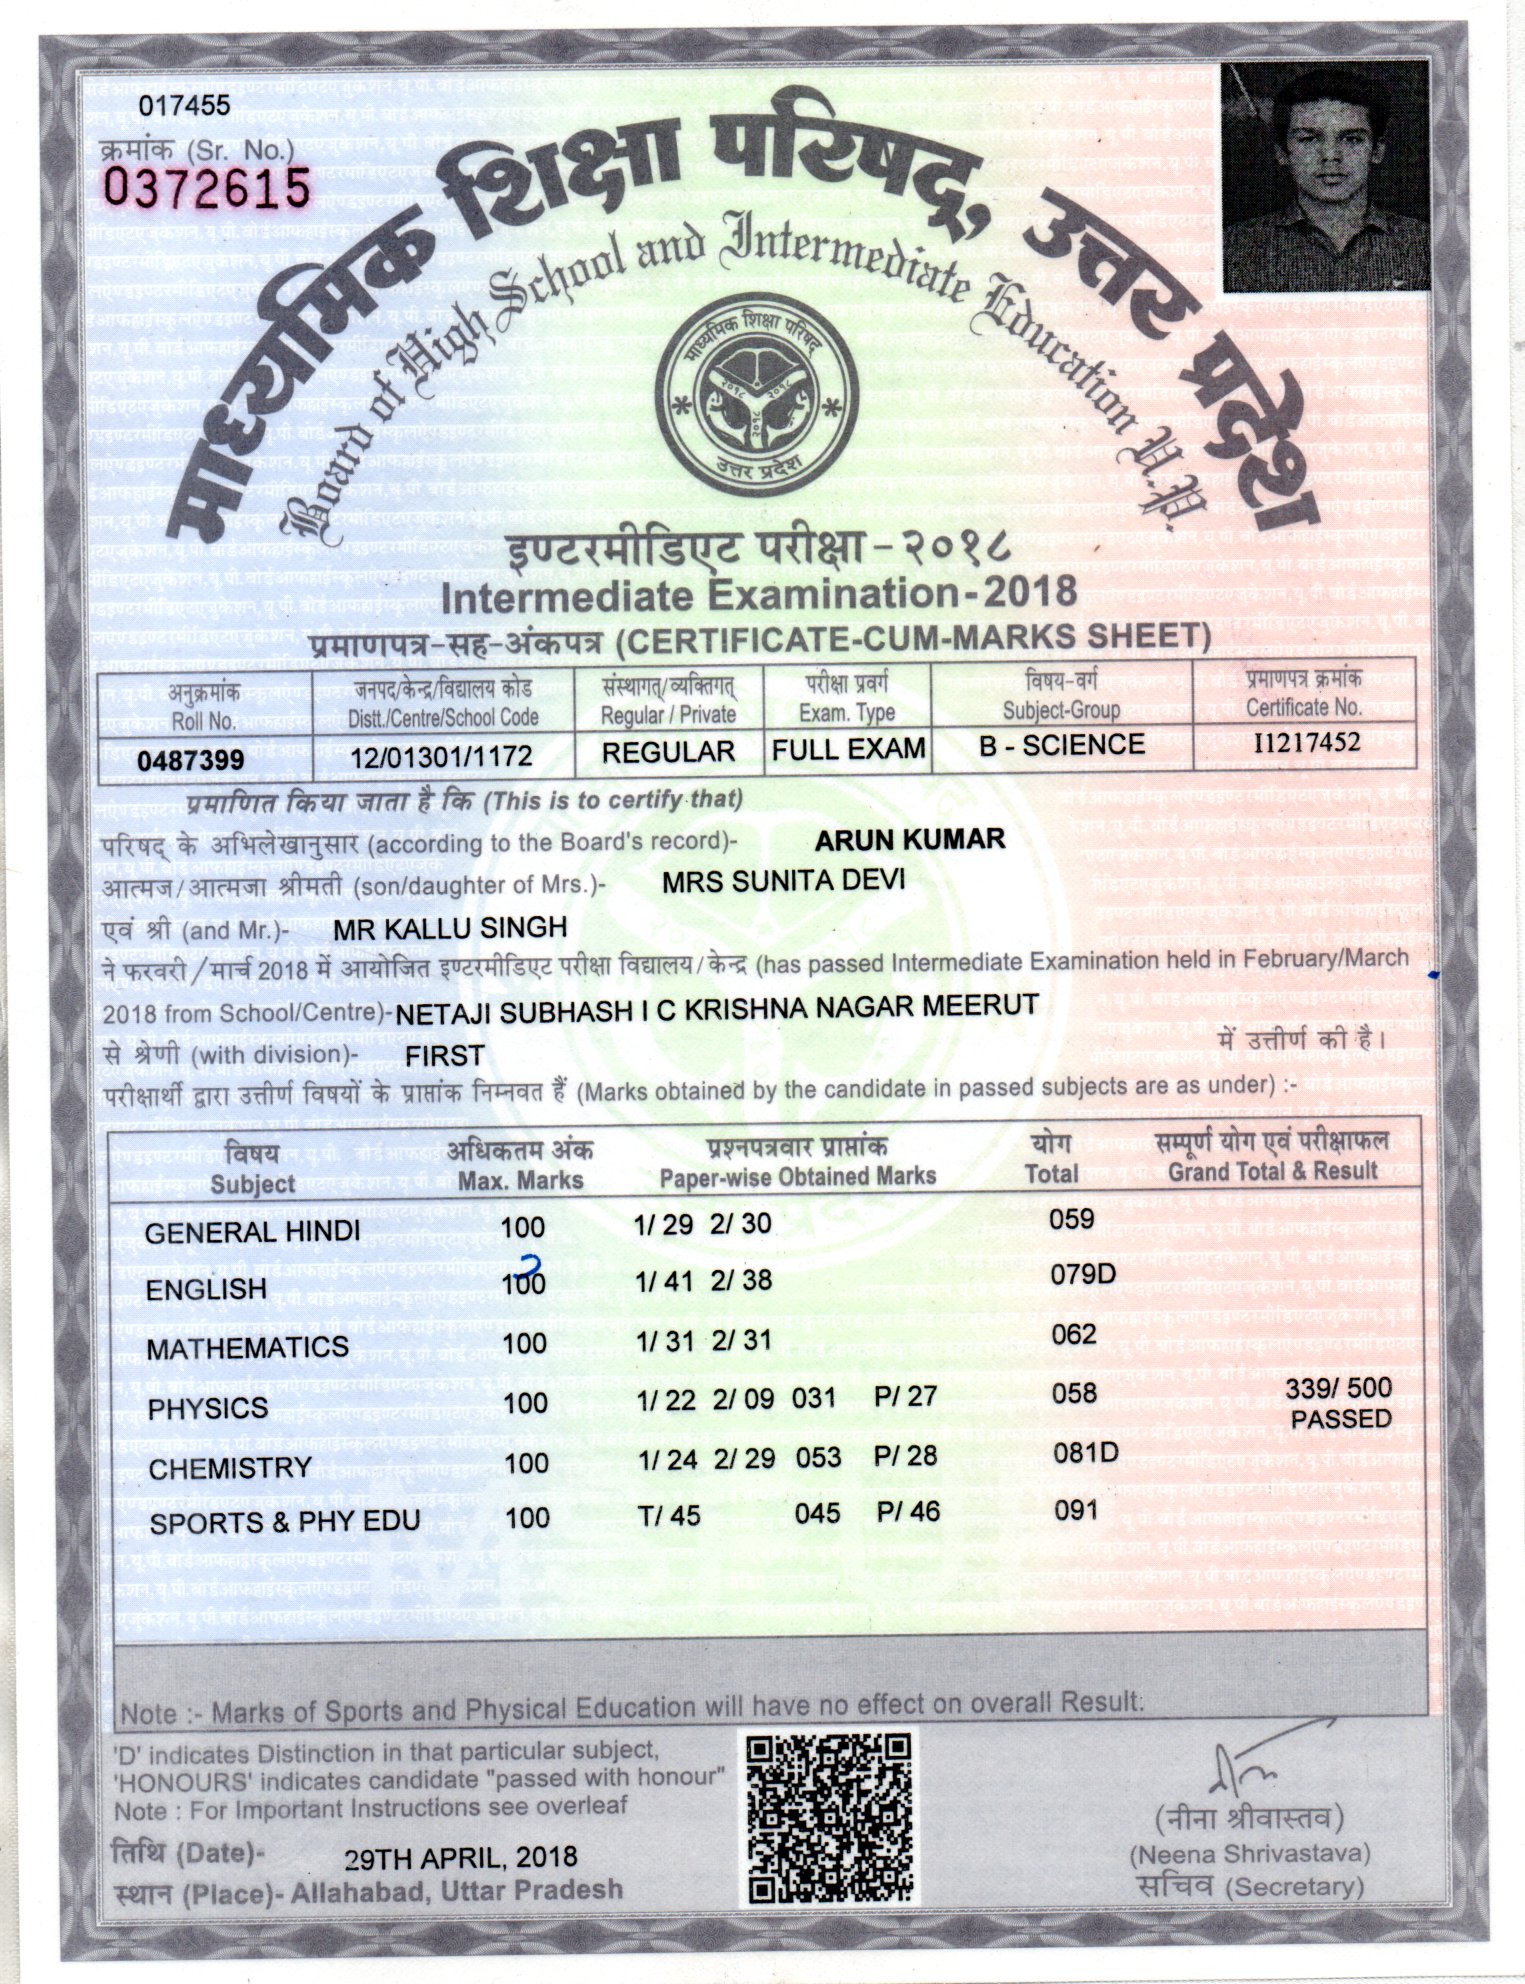 017455
क्रमांक (Sr. No.)
0372615
माध्यमिक शिक्षा परिषद्, उत्तर प्रदेश
Board of High School and Intermediate Education U.P.
माध्यमिक शिक्षा परिषद्
२०१८ २०१८
२०१८
उत्तर प्रदेश
इण्टरमीडिएट परीक्षा - २०१८
Intermediate Examination - 2018
प्रमाणपत्र-सह-अंकपत्र (CERTIFICATE-CUM-MARKS SHEET)
अनुक्रमांक जनपद/केन्द्र/विद्यालय कोड संस्थागत्/व्यक्तिगत् परीक्षा प्रवर्ग विषय-वर्ग प्रमाणपत्र क्रमांक
Roll No. Distt./Centre/School Code Regular / Private Exam. Type Subject-Group Certificate No.
0487399 12/01301/1172 REGULAR FULL EXAM B - SCIENCE I1217452
प्रमाणित किया जाता है कि (This is to certify that)
परिषद् के अभिलेखानुसार (according to the Board's record)- ARUN KUMAR
आत्मज/आत्मजा श्रीमती (son/daughter of Mrs.)- MRS SUNITA DEVI
एवं श्री (and Mr.)- MR KALLU SINGH
ने फरवरी/मार्च 2018 में आयोजित इण्टरमीडिएट परीक्षा विद्यालय/केन्द्र (has passed Intermediate Examination held in February/March
2018 from School/Centre)- NETAJI SUBHASH I C KRISHNA NAGAR MEERUT
से श्रेणी (with division)- FIRST में उत्तीर्ण की है।
परीक्षार्थी द्वारा उत्तीर्ण विषयों के प्राप्तांक निम्नवत हैं (Marks obtained by the candidate in passed subjects are as under) :-
विषय अधिकतम अंक प्रश्नपत्रवार प्राप्तांक योग सम्पूर्ण योग एवं परीक्षाफल
Subject Max. Marks Paper-wise Obtained Marks Total Grand Total & Result
GENERAL HINDI 100 1/ 29 2/ 30 059
ENGLISH 100 1/ 41 2/ 38 079D
MATHEMATICS 100 1/ 31 2/ 31 062
PHYSICS 100 1/ 22 2/ 09 031 P/ 27 058 339/ 500
PASSED
CHEMISTRY 100 1/ 24 2/ 29 053 P/ 28 081D
SPORTS & PHY EDU 100 T/ 45 045 P/ 46 091
Note :- Marks of Sports and Physical Education will have no effect on overall Result.
'D' indicates Distinction in that particular subject,
'HONOURS' indicates candidate "passed with honour"
Note : For Important Instructions see overleaf
तिथि (Date)- 29TH APRIL, 2018
स्थान (Place)- Allahabad, Uttar Pradesh
(नीना श्रीवास्तव)
(Neena Shrivastava)
सचिव (Secretary)